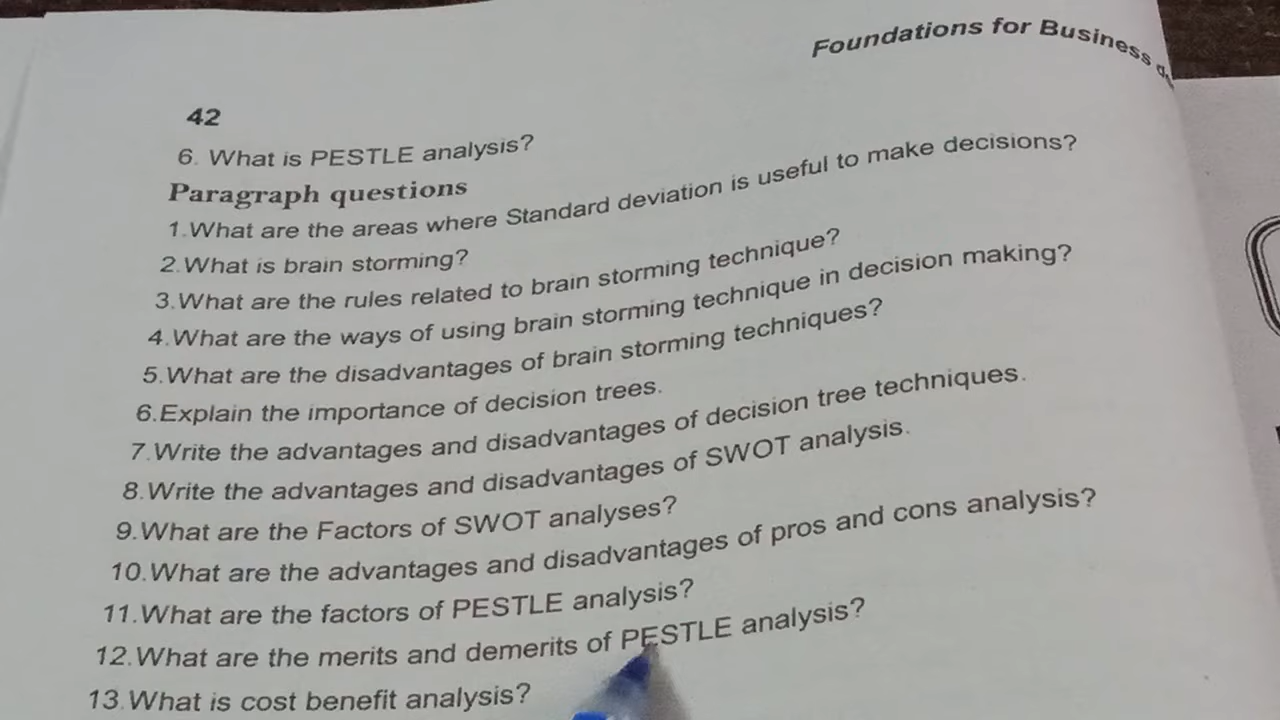 Foundations for Business
42
6. What is PESTLE analysis?
Paragraph questions
1.What are the areas where Standard deviation is useful to make decisions?
2.What is brain storming?
3.What are the rules related to brain storming technique?
4.What are the ways of using brain storming technique in decision making?
5.What are the disadvantages of brain storming techniques?
6.Explain the importance of decision trees.
7.Write the advantages and disadvantages of decision tree techniques.
8.Write the advantages and disadvantages of SWOT analysis.
9.What are the Factors of SWOT analyses?
10.What are the advantages and disadvantages of pros and cons analysis?
11.What are the factors of PESTLE analysis?
12.What are the merits and demerits of PESTLE analysis?
13.What is cost benefit analysis?